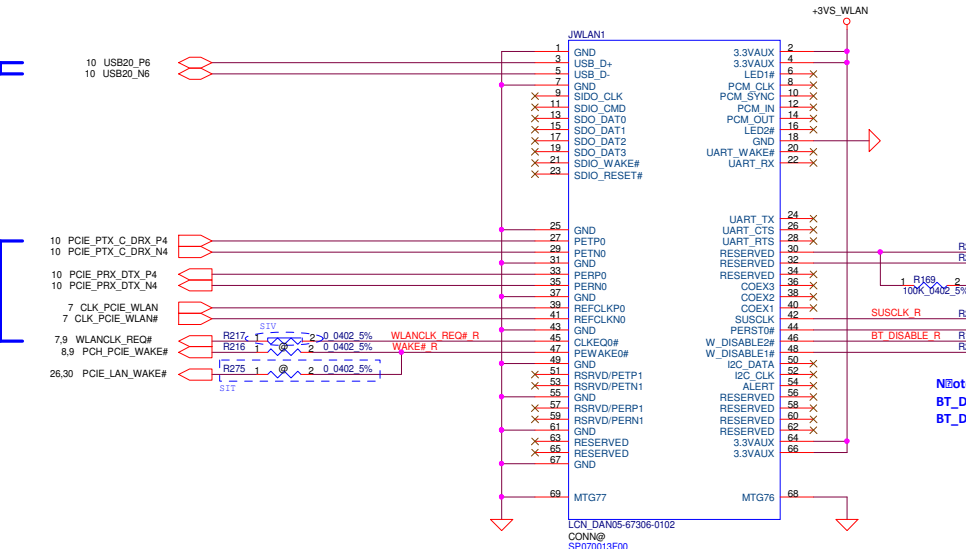 +3VS_WLAN
JWLAN1
1 GND 3.3VAUX 2
10 USB20_P6 3 USB_D+ 3.3VAUX 4
10 USB20_N6 5 USB_D- LED1# 6
7 GND PCM_CLK 8
9 SIDO_CLK PCM_SYNC 10
11 SDIO_CMD PCM_IN 12
13 SDO_DAT0 PCM_OUT 14
15 SDO_DAT1 LED2# 16
17 SDO_DAT2 GND 18
19 SDO_DAT3 UART_WAKE# 20
21 SDIO_WAKE# UART_RX 22
23 SDIO_RESET#
UART_TX 24
25 GND UART_CTS 26
10 PCIE_PTX_C_DRX_P4 27 PETP0 UART_RTS 28
10 PCIE_PTX_C_DRX_N4 29 PETN0 RESERVED 30
31 GND RESERVED 32
10 PCIE_PRX_DTX_P4 33 PERP0 RESERVED 34
10 PCIE_PRX_DTX_N4 35 PERN0 COEX3 36
1 R169 2
100K_0402_5%
37 GND COEX2 38
7 CLK_PCIE_WLAN 39 REFCLKP0 COEX1 40
7 CLK_PCIE_WLAN# 41 REFCLKN0 SUSCLK 42 SUSCLK_R
SIV
43 GND PERST0# 44
7,9 WLANCLK_REQ# R217 1 2 0_0402_5% WLANCLK_REQ#_R 45 CLKEQ0# W_DISABLE2# 46 BT_DISABLE_R
8,9 PCH_PCIE_WAKE# R216 1 @ 2 0_0402_5% WAKE#_R 47 PEWAKE0# W_DISABLE1# 48
49 GND I2C_DATA 50
26,30 PCIE_LAN_WAKE# R275 1 @ 2 0_0402_5% 51 RSRVD/PETP1 I2C_CLK 52
SIT
53 RSRVD/PETN1 ALERT 54
55 GND RESERVED 56
57 RSRVD/PERP1 RESERVED 58
59 RSRVD/PERN1 RESERVED 60
61 GND RESERVED 62
63 RESERVED 3.3VAUX 64
65 RESERVED 3.3VAUX 66
67 GND
69 MTG77 MTG76 68
BT_D
BT_D
LCN_DAN05-67306-0102
CONN@
SP070013E00